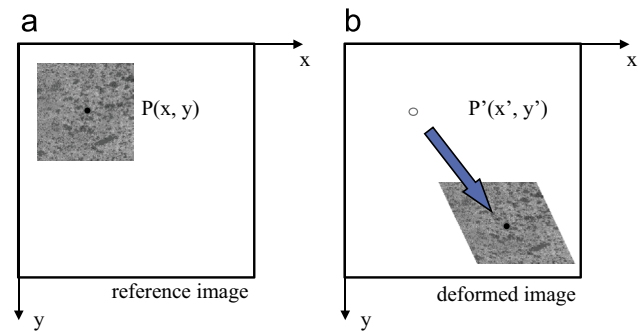 a
x
P(x, y)
reference image
y
b
x
P’(x’, y’)
deformed image
y